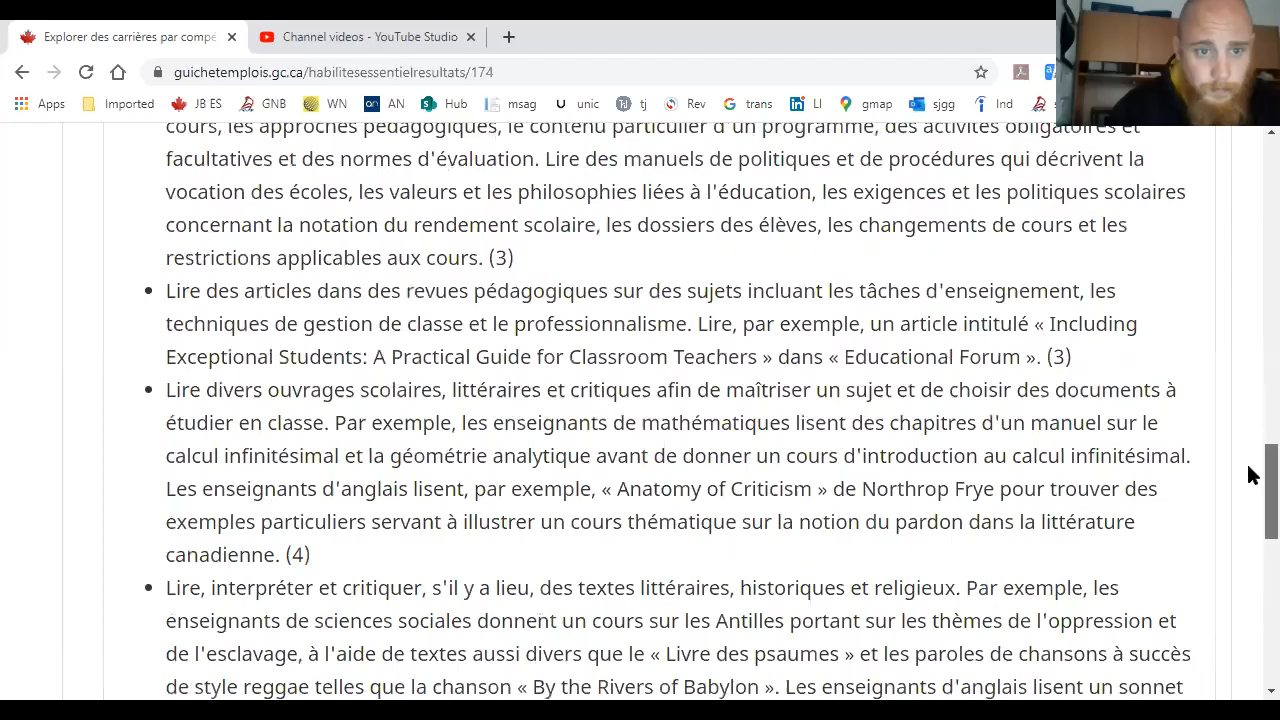 Explorer des carrières par compé
Channel videos - YouTube Studio
guichetemplois.gc.ca/habilitesessentielresultats/174
Apps Imported JB ES GNB WN AN Hub msag unic tj Rev trans LI gmap sjgg Ind
cours, les approches pédagogiques, le contenu particulier d'un programme, des activités obligatoires et
facultatives et des normes d'évaluation. Lire des manuels de politiques et de procédures qui décrivent la
vocation des écoles, les valeurs et les philosophies liées à l'éducation, les exigences et les politiques scolaires
concernant la notation du rendement scolaire, les dossiers des élèves, les changements de cours et les
restrictions applicables aux cours. (3)
Lire des articles dans des revues pédagogiques sur des sujets incluant les tâches d'enseignement, les
techniques de gestion de classe et le professionnalisme. Lire, par exemple, un article intitulé « Including
Exceptional Students: A Practical Guide for Classroom Teachers » dans « Educational Forum ». (3)
Lire divers ouvrages scolaires, littéraires et critiques afin de maîtriser un sujet et de choisir des documents à
étudier en classe. Par exemple, les enseignants de mathématiques lisent des chapitres d'un manuel sur le
calcul infinitésimal et la géométrie analytique avant de donner un cours d'introduction au calcul infinitésimal.
Les enseignants d'anglais lisent, par exemple, « Anatomy of Criticism » de Northrop Frye pour trouver des
exemples particuliers servant à illustrer un cours thématique sur la notion du pardon dans la littérature
canadienne. (4)
Lire, interpréter et critiquer, s'il y a lieu, des textes littéraires, historiques et religieux. Par exemple, les
enseignants de sciences sociales donnent un cours sur les Antilles portant sur les thèmes de l'oppression et
de l'esclavage, à l'aide de textes aussi divers que le « Livre des psaumes » et les paroles de chansons à succès
de style reggae telles que la chanson « By the Rivers of Babylon ». Les enseignants d'anglais lisent un sonnet